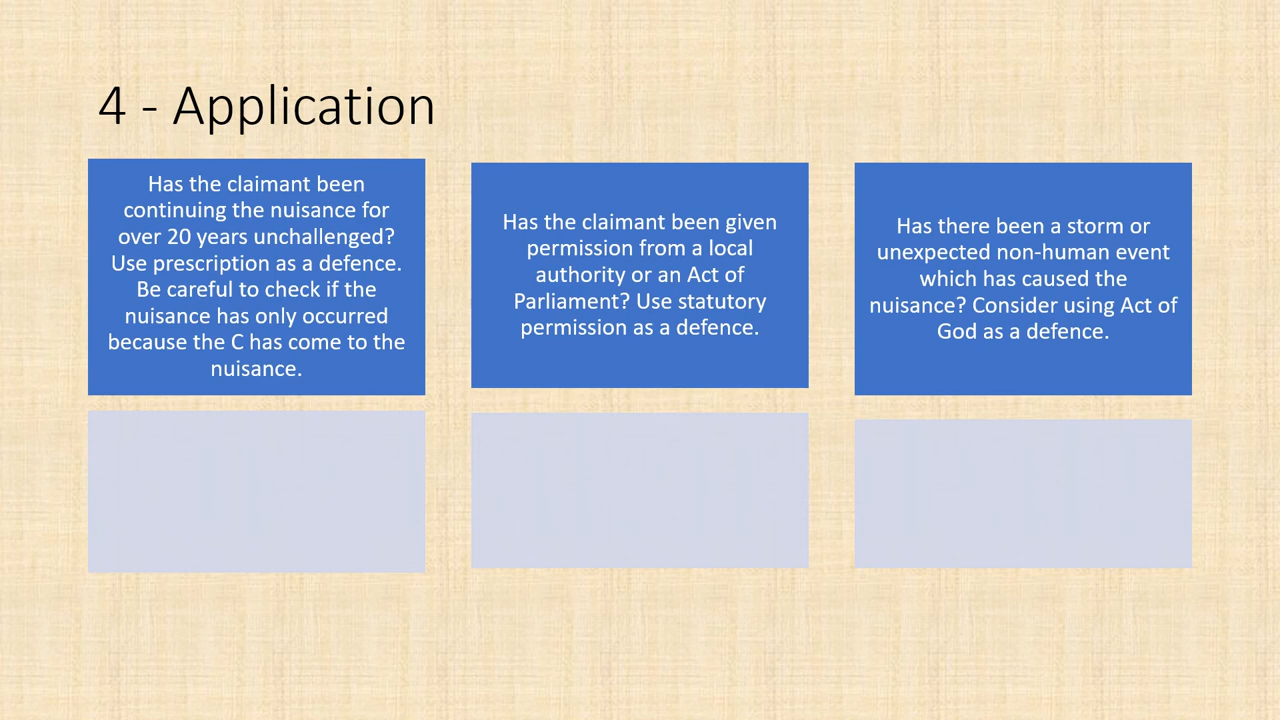 4 - Application
Has the claimant been
continuing the nuisance for
over 20 years unchallenged?
Use prescription as a defence.
Be careful to check if the
nuisance has only occurred
because the C has come to the
nuisance.
Has the claimant been given
permission from a local
authority or an Act of
Parliament? Use statutory
permission as a defence.
Has there been a storm or
unexpected non-human event
which has caused the
nuisance? Consider using Act of
God as a defence.